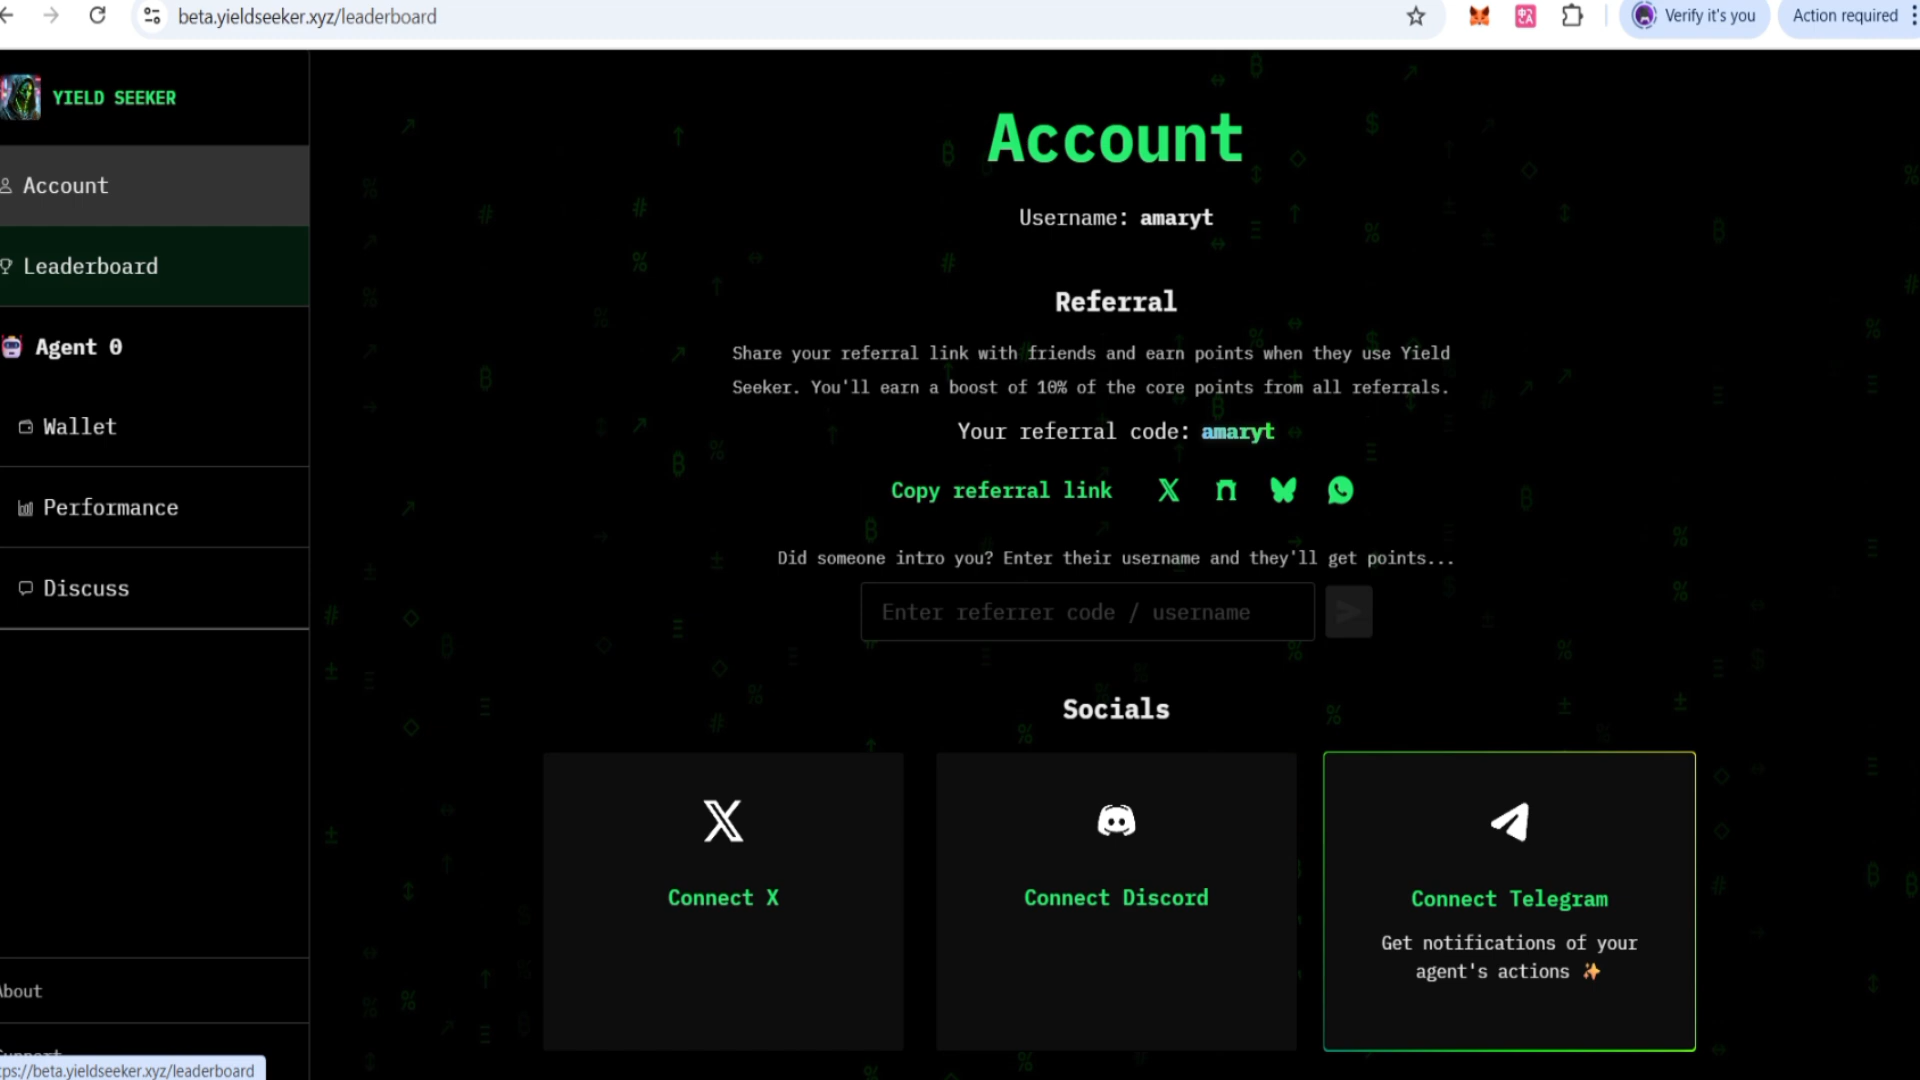 beta.yieldseeker.xyz/leaderboard
Verify it's you
Action required
YIELD SEEKER
Account
Leaderboard
Agent 0
Wallet
Performance
Discuss
About
Support
tps://beta.yieldseeker.xyz/leaderboard
Account
Username: amaryt
Referral
Share your referral link with friends and earn points when they use Yield
Seeker. You'll earn a boost of 10% of the core points from all referrals.
Your referral code: amaryt
Copy referral link
Did someone intro you? Enter their username and they'll get points...
Enter referrer code / username
Socials
Connect X
Connect Discord
Connect Telegram
Get notifications of your
agent's actions ✨